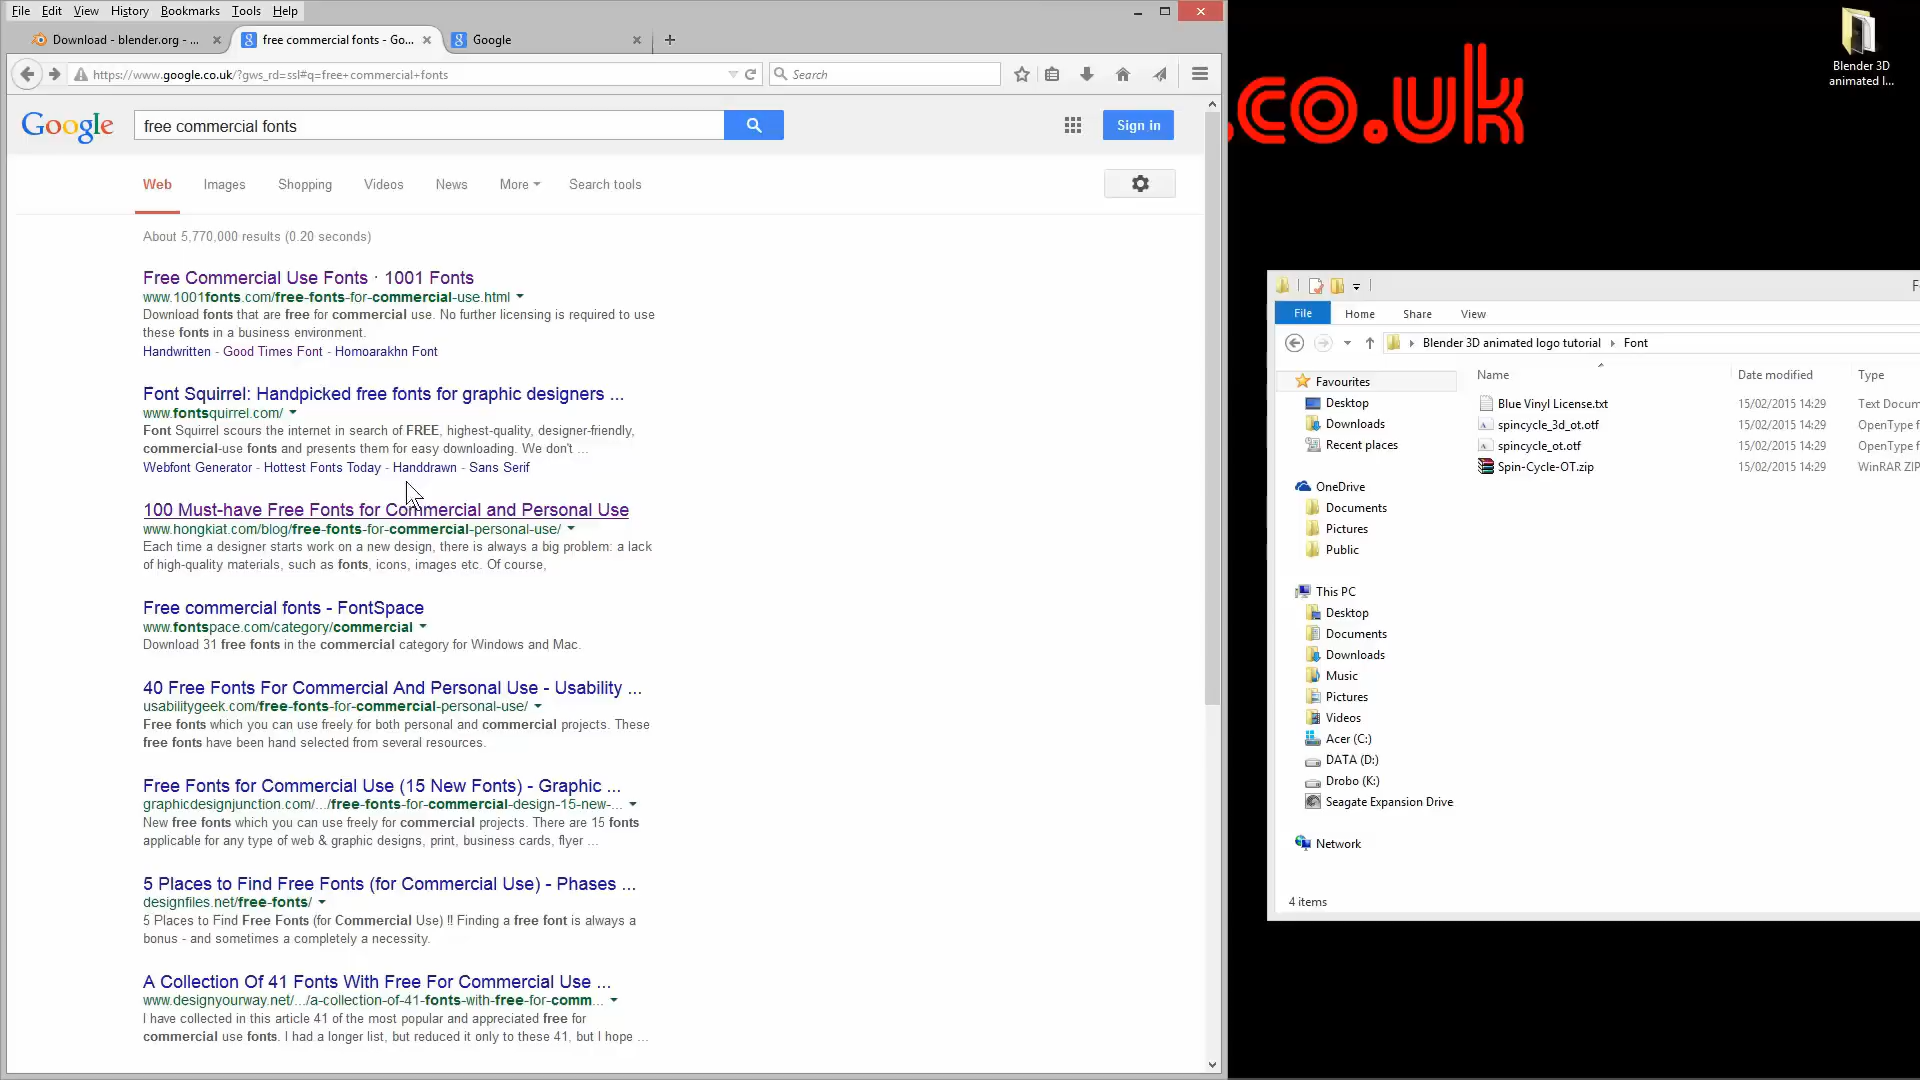 File Edit View History Bookmarks Tools Help
Download - blender.org - ...
free commercial fonts - Go...
Google
https://www.google.co.uk/?gws_rd=ssl#q=free+commercial+fonts
Search
Google
free commercial fonts
Sign in
Web Images Shopping Videos News More Search tools
About 5,770,000 results (0.20 seconds)
Free Commercial Use Fonts · 1001 Fonts
www.1001fonts.com/free-fonts-for-commercial-use.html
Download fonts that are free for commercial use. No further licensing is required to use
these fonts in a business environment.
Handwritten - Good Times Font - Homoarakhn Font
Font Squirrel: Handpicked free fonts for graphic designers ...
www.fontsquirrel.com/
Font Squirrel scours the internet in search of FREE, highest-quality, designer-friendly,
commercial-use fonts and presents them for easy downloading. We don't ...
Webfont Generator - Hottest Fonts Today - Handdrawn - Sans Serif
100 Must-have Free Fonts for Commercial and Personal Use
www.hongkiat.com/blog/free-fonts-for-commercial-personal-use/
Each time a designer starts work on a new design, there is always a big problem: a lack
of high-quality materials, such as fonts, icons, images etc. Of course,
Free commercial fonts - FontSpace
www.fontspace.com/category/commercial
Download 31 free fonts in the commercial category for Windows and Mac.
40 Free Fonts For Commercial And Personal Use - Usability ...
usabilitygeek.com/free-fonts-for-commercial-personal-use/
Free fonts which you can use freely for both personal and commercial projects. These
free fonts have been hand selected from several resources.
Free Fonts for Commercial Use (15 New Fonts) - Graphic ...
graphicdesignjunction.com/.../free-fonts-for-commercial-design-15-new-...
New free fonts which you can use freely for commercial projects. There are 15 fonts
applicable for any type of web & graphic designs, print, business cards, flyer ...
5 Places to Find Free Fonts (for Commercial Use) - Phases ...
designfiles.net/free-fonts/
5 Places to Find Free Fonts (for Commercial Use) !! Finding a free font is always a
bonus - and sometimes a completely a necessity.
A Collection Of 41 Fonts With Free For Commercial Use ...
www.designyourway.net/.../a-collection-of-41-fonts-with-free-for-comm...
I have collected in this article 41 of the most popular and appreciated free for
commercial use fonts. I had a longer list, but reduced it only to these 41, but I hope ...
.co.uk
Blender 3D
animated l...
F
File Home Share View
Blender 3D animated logo tutorial Font
Name Date modified Type
Blue Vinyl License.txt 15/02/2015 14:29 Text Docum
spincycle_3d_ot.otf 15/02/2015 14:29 OpenType f
spincycle_ot.otf 15/02/2015 14:29 OpenType f
Spin-Cycle-OT.zip 15/02/2015 14:29 WinRAR ZIP
Favourites
Desktop
Downloads
Recent places
OneDrive
Documents
Pictures
Public
This PC
Desktop
Documents
Downloads
Music
Pictures
Videos
Acer (C:)
DATA (D:)
Drobo (K:)
Seagate Expansion Drive
Network
4 items